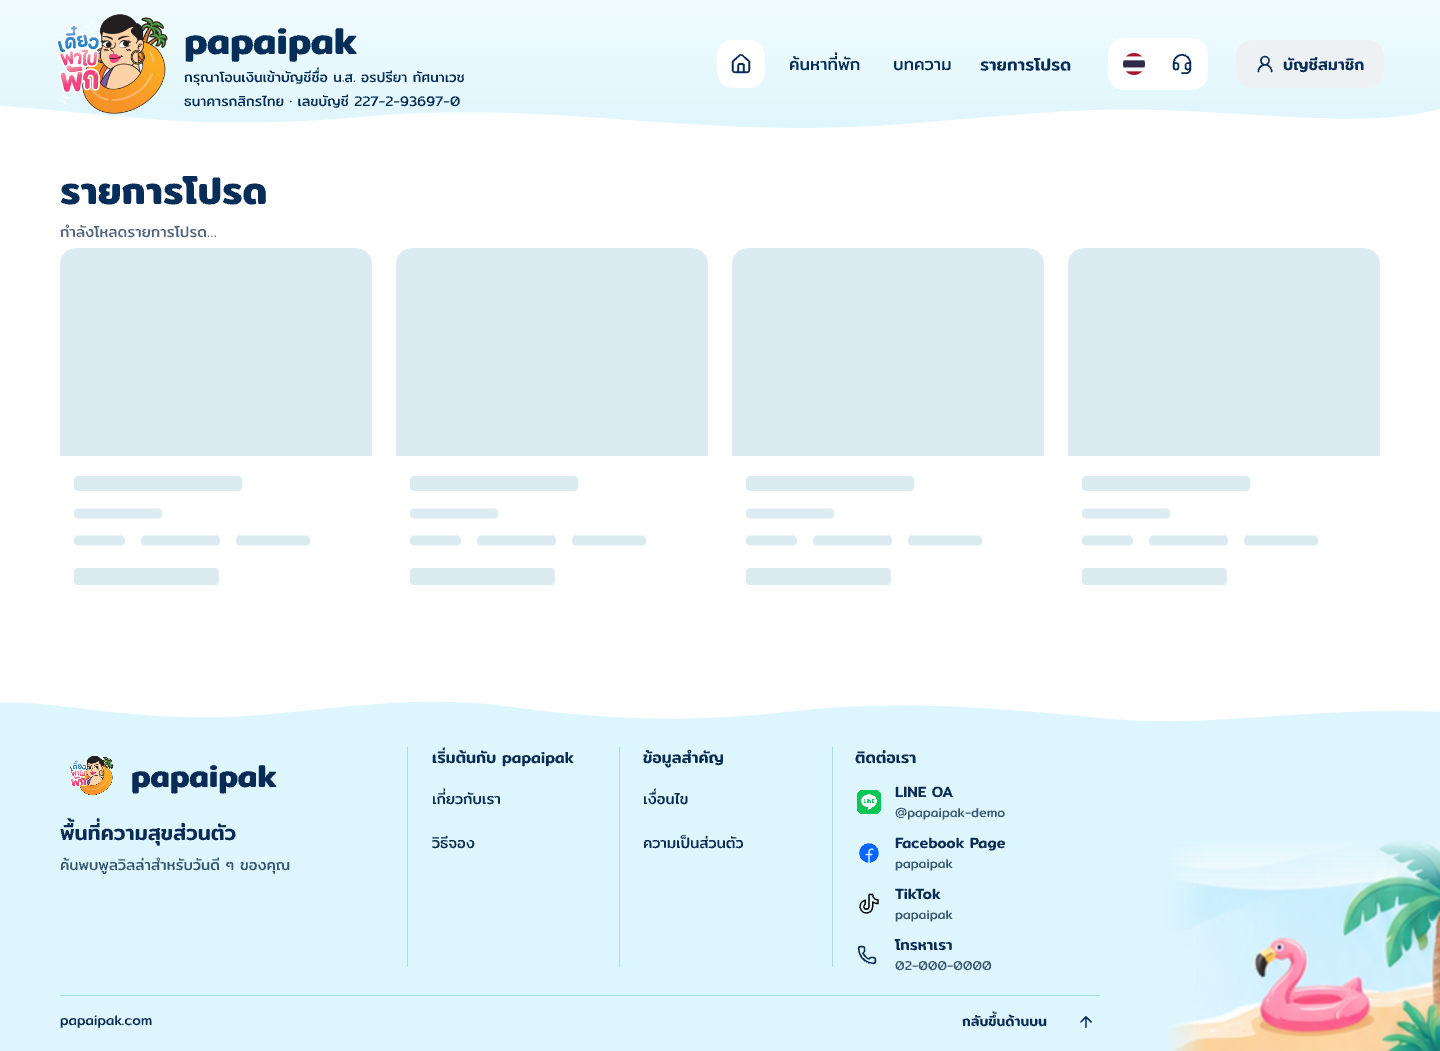 เดี๋ยว
พาไป
พัก
papaipak
กรุณาโอนเงินเข้าบัญชีชื่อ น.ส. อรปรียา ทัศนาเวช
ธนาคารกสิกรไทย · เลขบัญชี 227-2-93697-0
ค้นหาที่พัก
บทความ
รายการโปรด
บัญชีสมาชิก
รายการโปรด
กำลังโหลดรายการโปรด...
เดี๋ยว
พาไป
พัก
papaipak
พื้นที่ความสุขส่วนตัว
ค้นพบพูลวิลล่าสำหรับวันดี ๆ ของคุณ
เริ่มต้นกับ papaipak
เกี่ยวกับเรา
วิธีจอง
ข้อมูลสำคัญ
เงื่อนไข
ความเป็นส่วนตัว
ติดต่อเรา
LINE
LINE OA
@papaipak-demo
Facebook Page
papaipak
TikTok
papaipak
โทรหาเรา
02-000-0000
papaipak.com
กลับขึ้นด้านบน